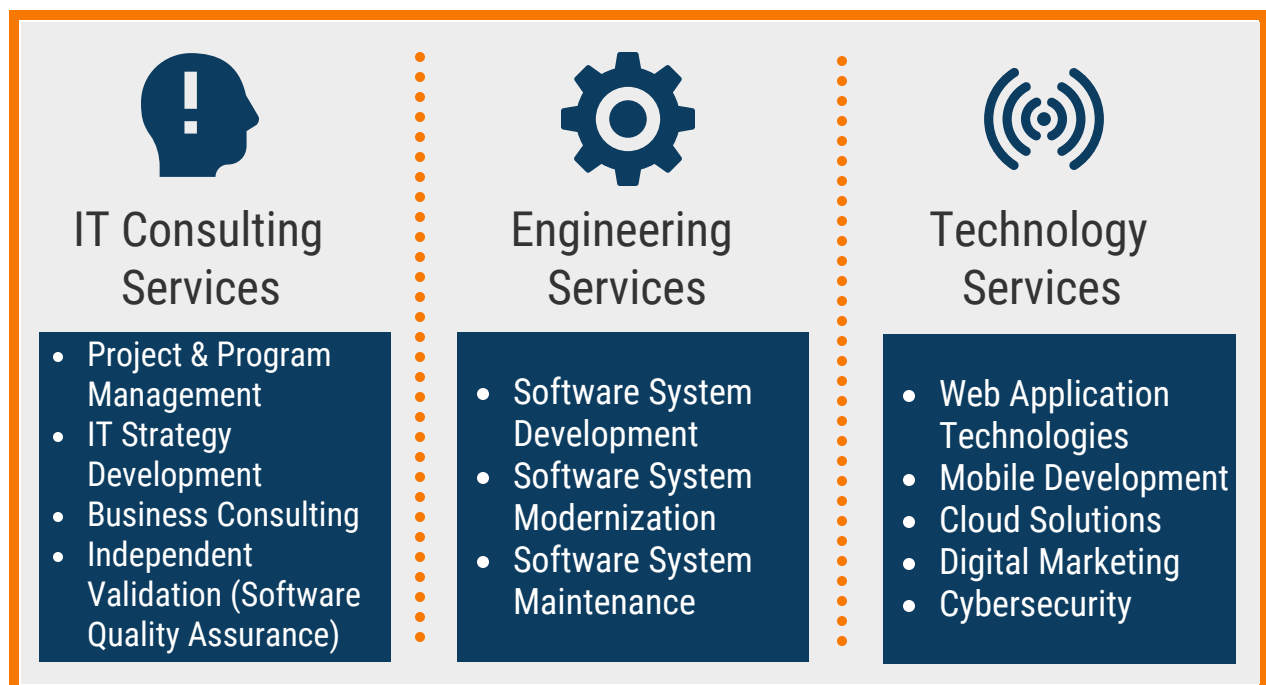 IT Consulting
Services
• Project & Program
Management
• IT Strategy
Development
• Business Consulting
• Independent
Validation (Software
Quality Assurance)
Engineering
Services
• Software System
Development
• Software System
Modernization
• Software System
Maintenance
Technology
Services
• Web Application
Technologies
• Mobile Development
• Cloud Solutions
• Digital Marketing
• Cybersecurity